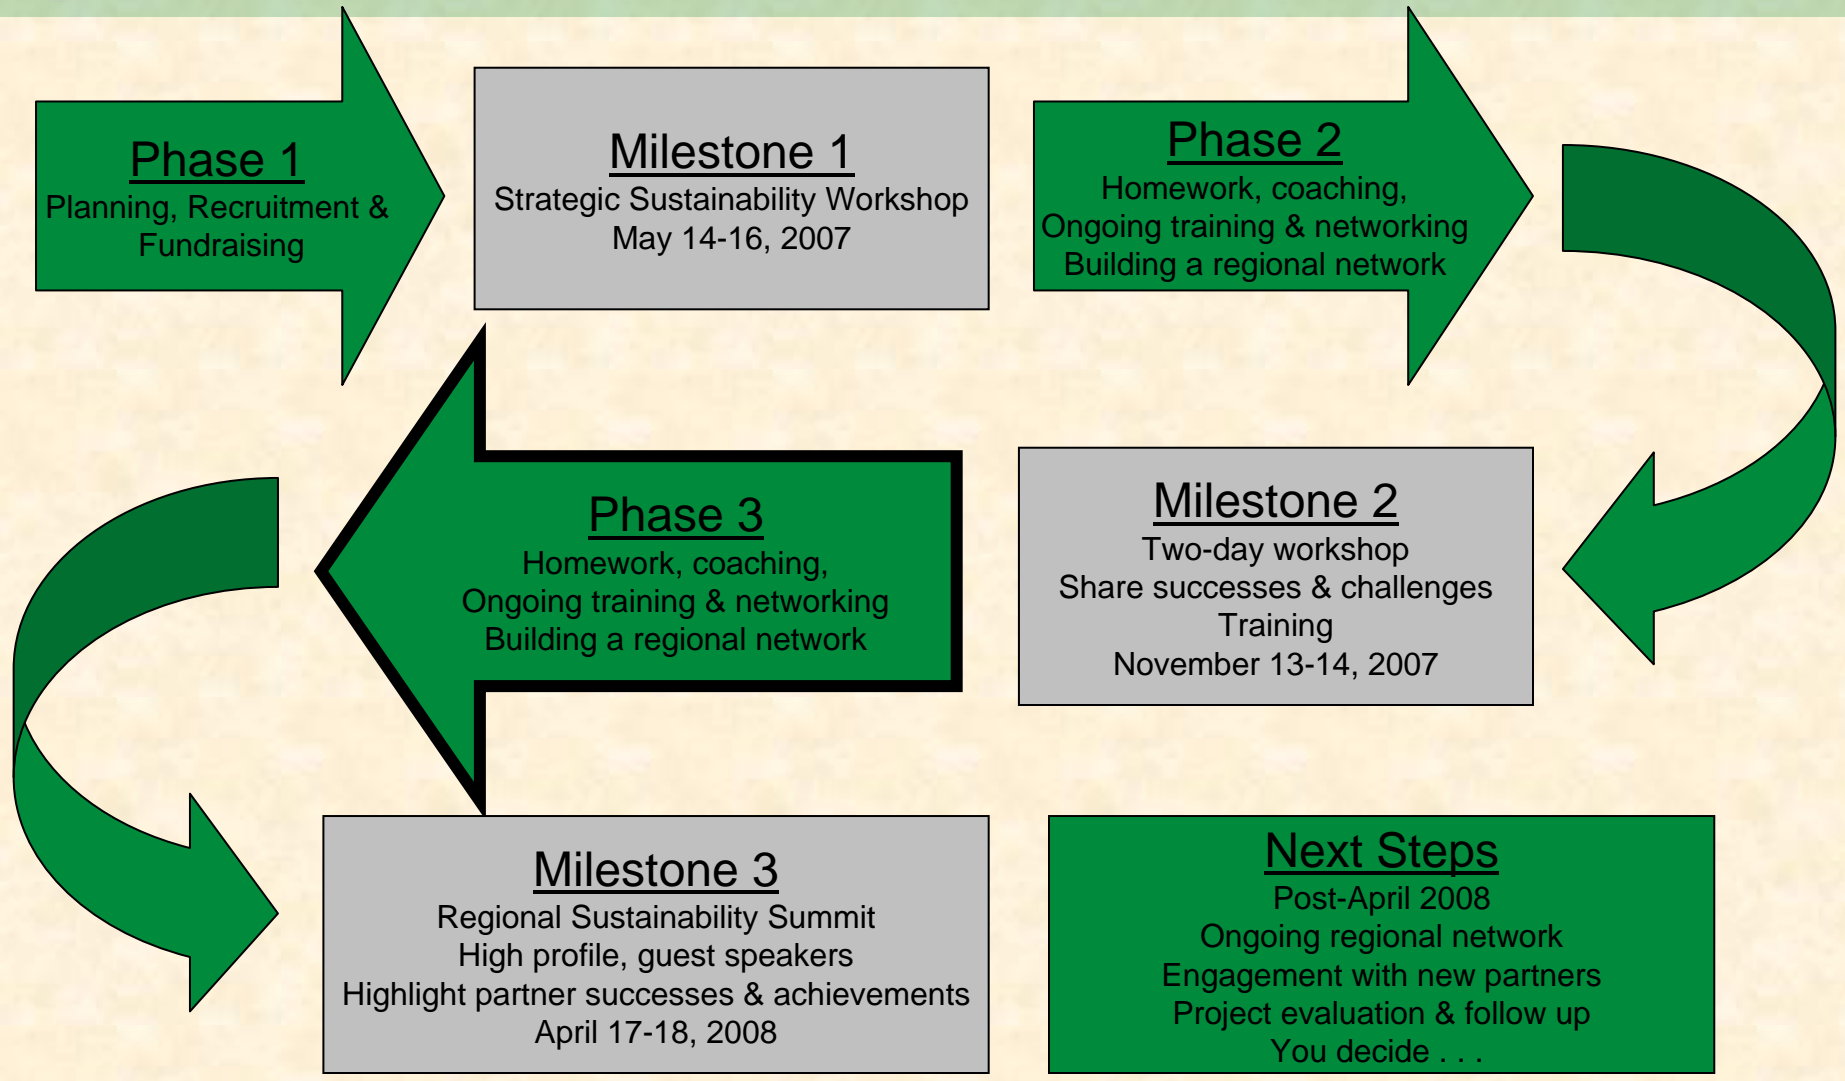 Phase 1
Planning, Recruitment &
Fundraising
Milestone 1
Strategic Sustainability Workshop
May 14-16, 2007
Phase 2
Homework, coaching,
Ongoing training & networking
Building a regional network
Milestone 2
Two-day workshop
Share successes & challenges
Training
November 13-14, 2007
Phase 3
Homework, coaching,
Ongoing training & networking
Building a regional network
Milestone 3
Regional Sustainability Summit
High profile, guest speakers
Highlight partner successes & achievements
April 17-18, 2008
Next Steps
Post-April 2008
Ongoing regional network
Engagement with new partners
Project evaluation & follow up
You decide . . .